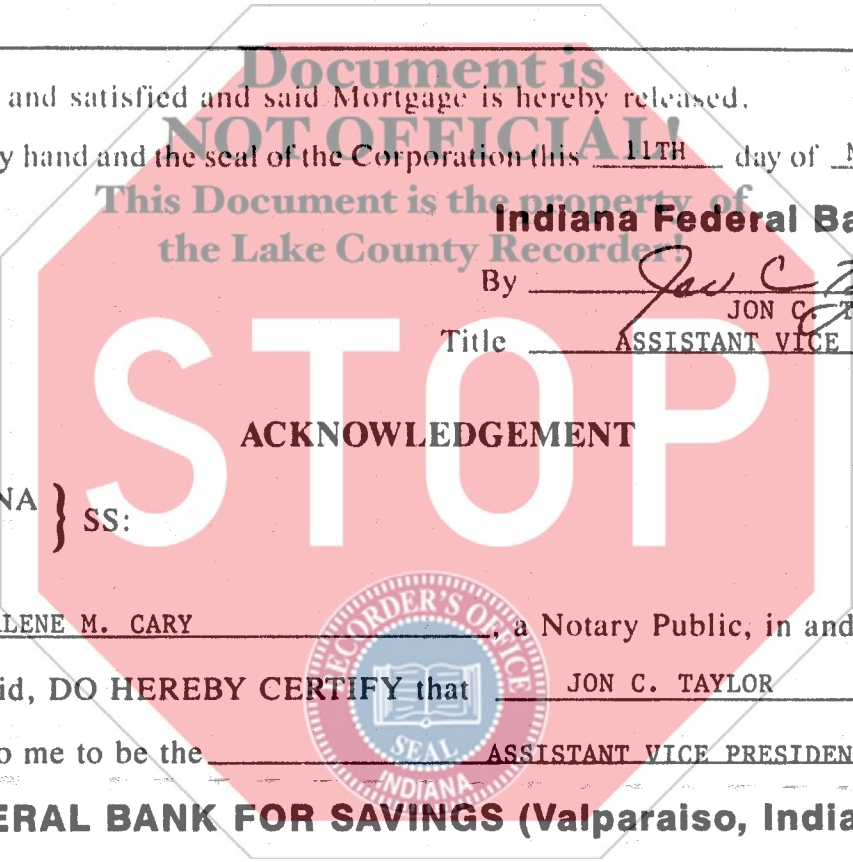 Document is
and satisfied and said Mortgage is hereby released.
NOT OFFICIAL!
y hand and the seal of the Corporation this 11TH day of
This Document is the property of
Indiana Federal Ba
the Lake County Recorder!
By
JON C. T
Title ASSISTANT VICE
STOP
ACKNOWLEDGEMENT
NA } SS:
RECORDER'S OFFICE
LENE M. CARY , a Notary Public, in and
id, DO HEREBY CERTIFY that JON C. TAYLOR
SEAL
o me to be the ASSISTANT VICE PRESIDEN
INDIANA
ERAL BANK FOR SAVINGS (Valparaiso, India